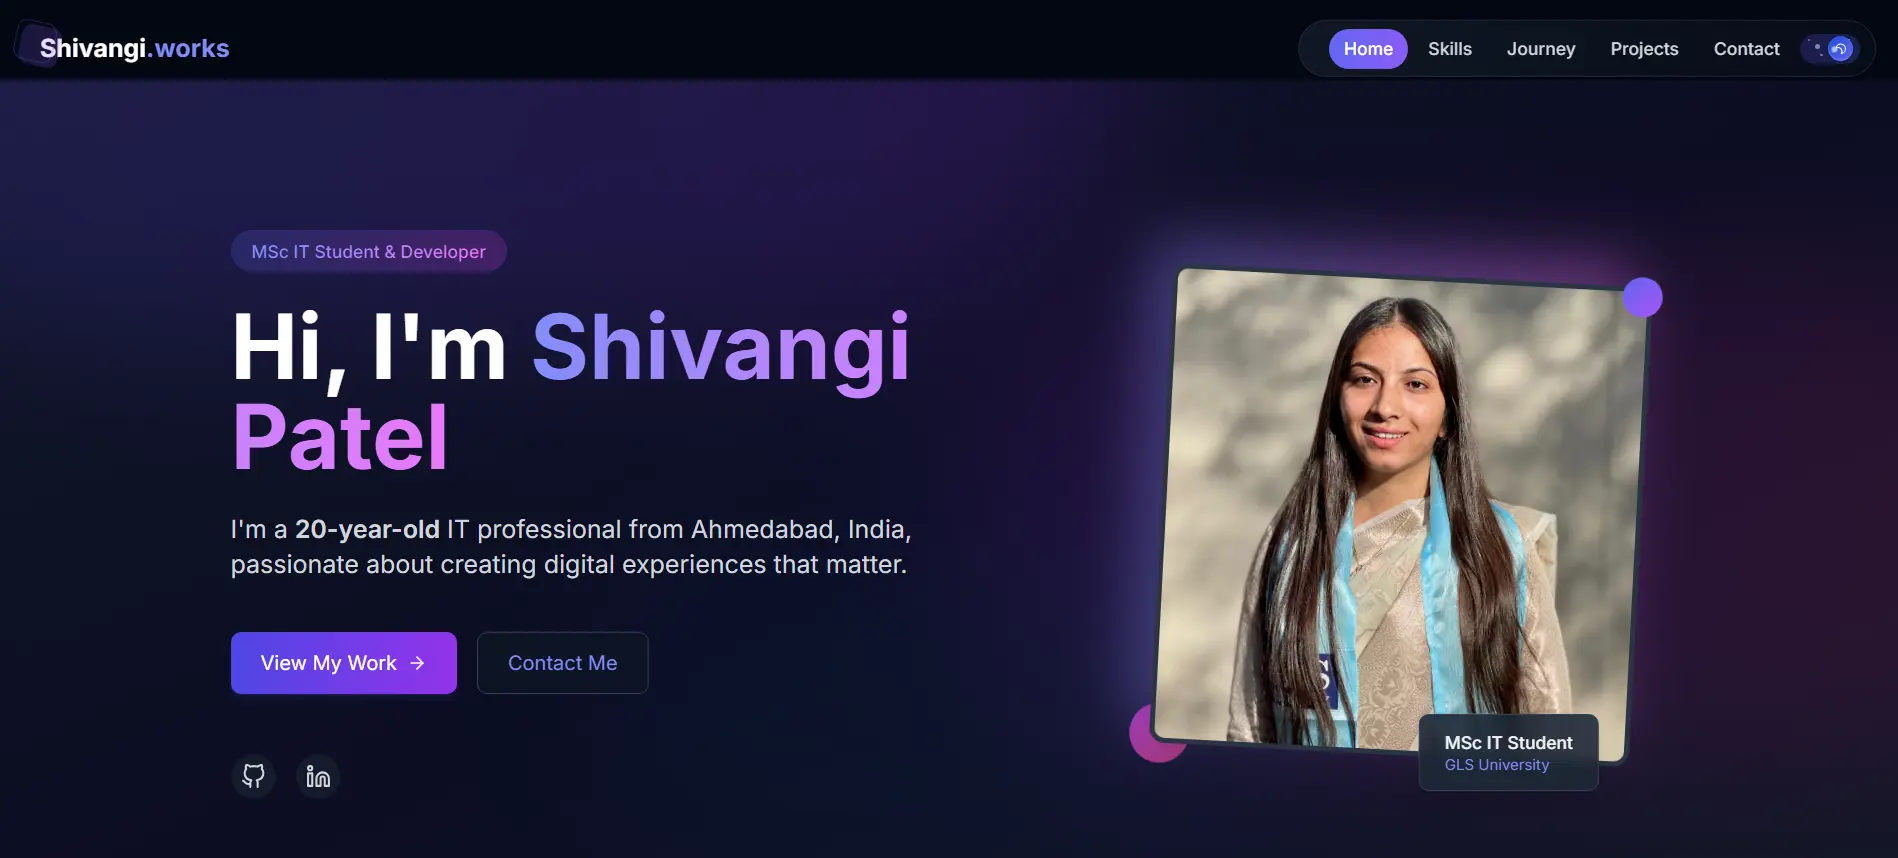 Shivangi.works
Home Skills Journey Projects Contact
MSc IT Student & Developer
Hi, I'm Shivangi
Patel
I'm a 20-year-old IT professional from Ahmedabad, India,
passionate about creating digital experiences that matter.
View My Work →
Contact Me
MSc IT Student
GLS University